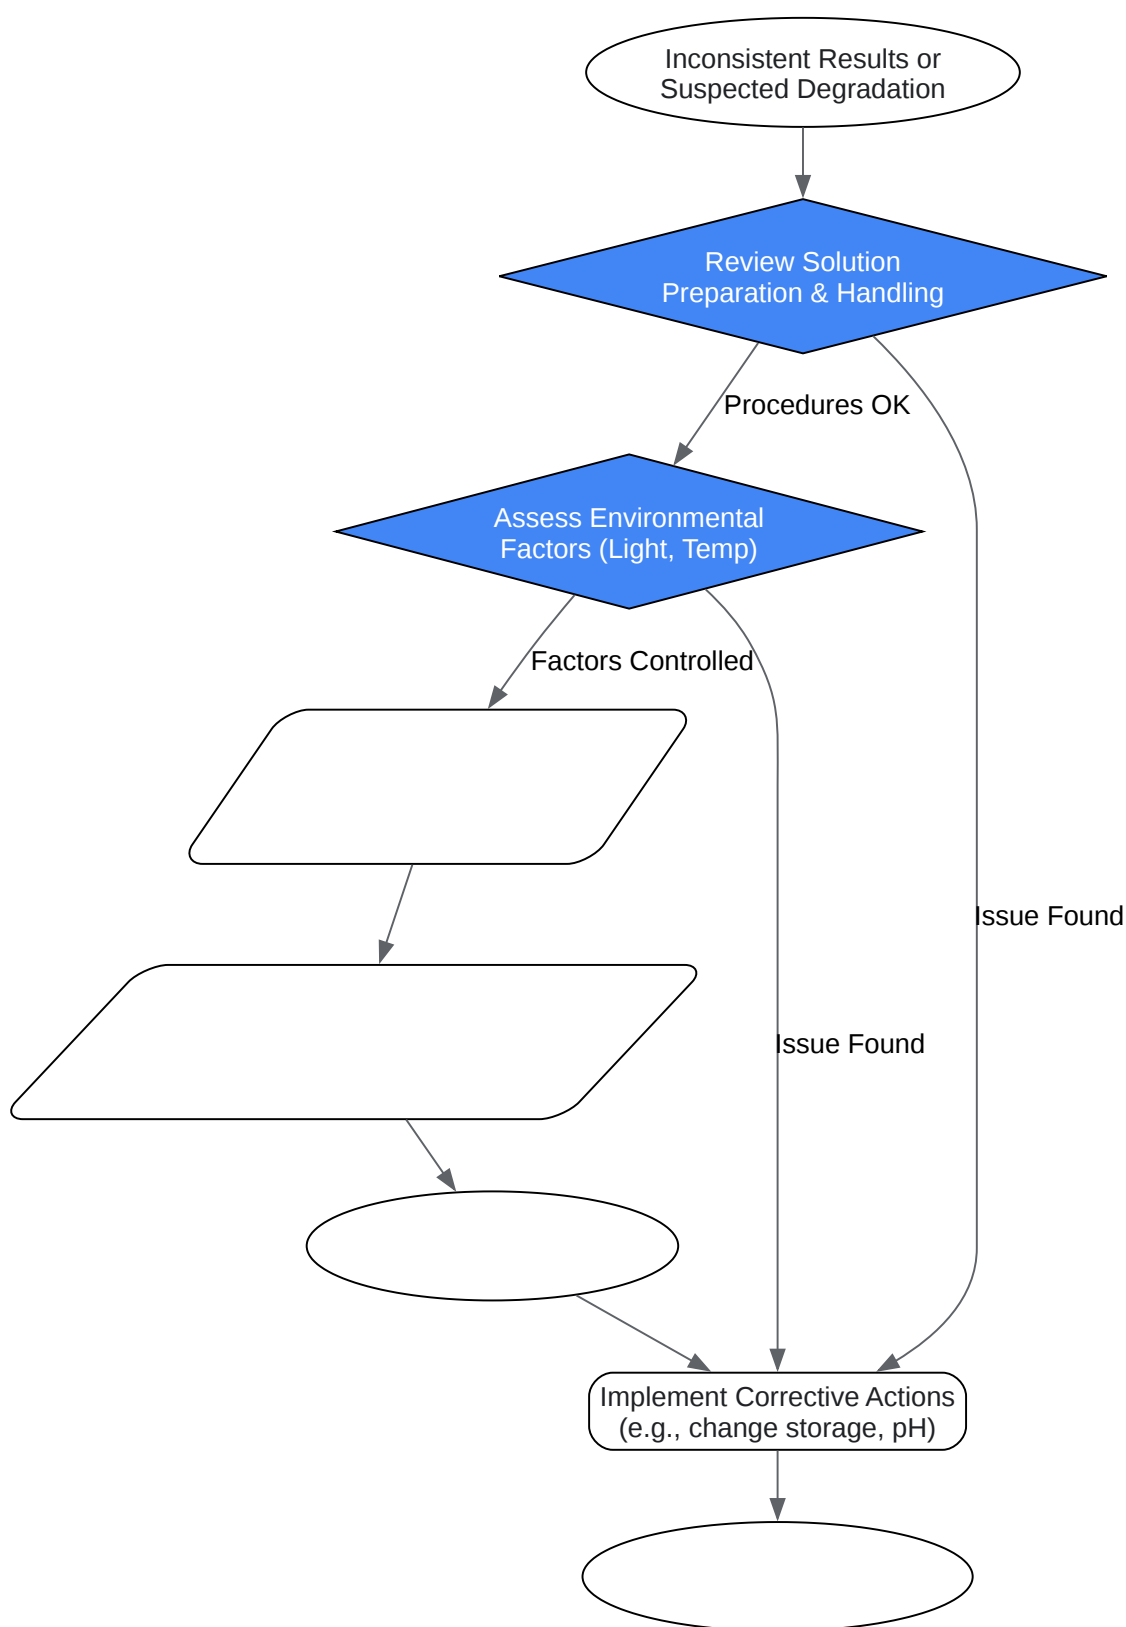 Inconsistent Results or
Suspected Degradation
Review Solution
Preparation & Handling
Procedures OK
Assess Environmental
Factors (Light, Temp)
Factors Controlled
Issue Found
Issue Found
Implement Corrective Actions
(e.g., change storage, pH)